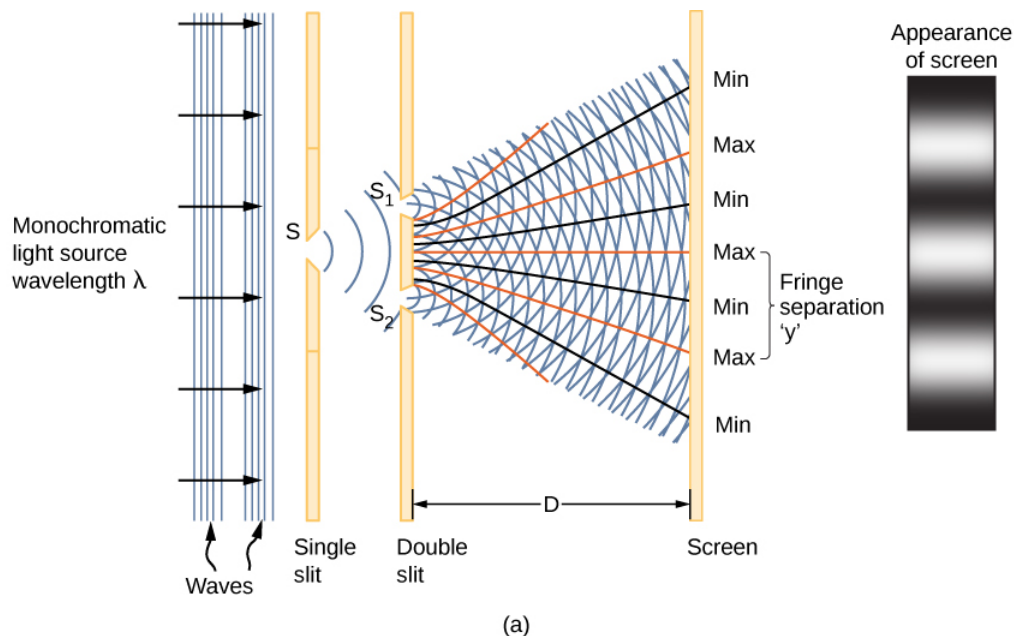 Monochromatic
light source
wavelength λ
Waves
S
Single
slit
S1
S2
Double
slit
D
Screen
Min
Max
Min
Max
Min
Max
Min
Fringe
separation
‘y’
Appearance
of screen
(a)